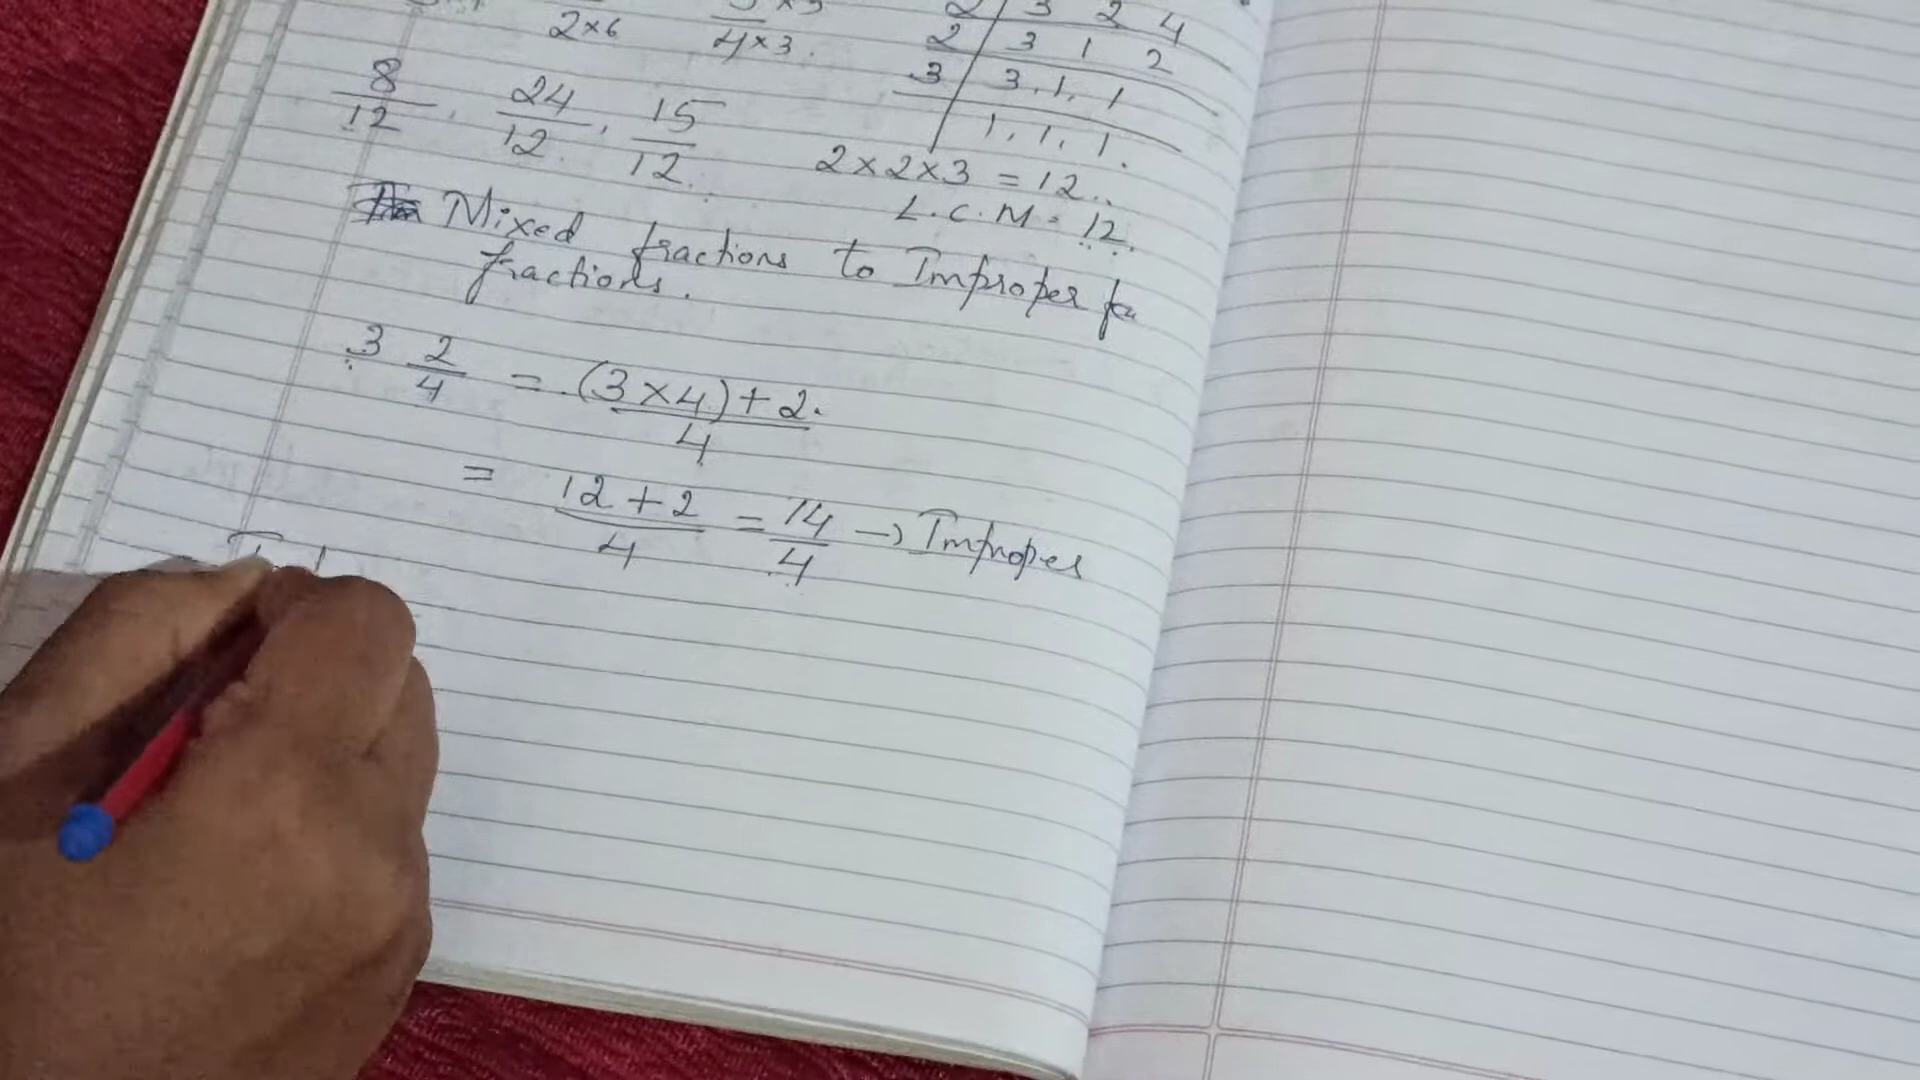 2 3 2 4
2×6 4×3.
2 3 1 2
3 3, 1, 1
8/12, 24/12, 15/12
1, 1, 1.
2×2×3 = 12..
L.C.M = 12.
Mixed fractions to Improper
fractions.
3 2/4 = (3×4)+2/4
= 12+2/4 = 14/4 → Improper